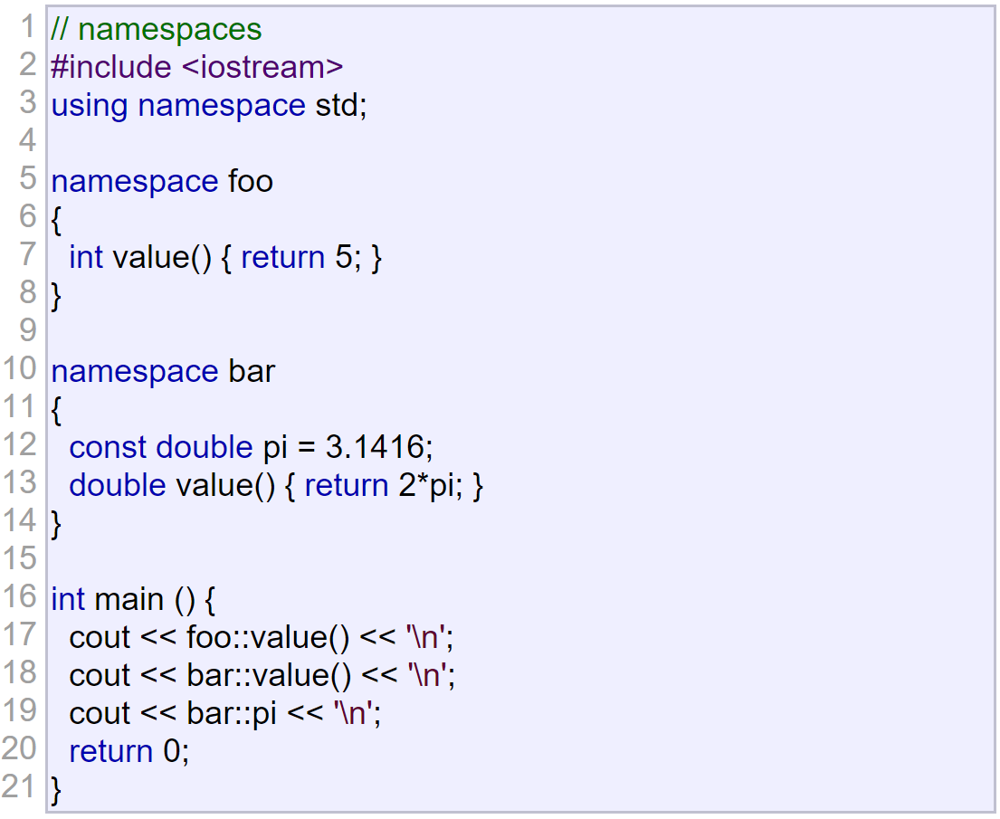 1 // namespaces
2 #include <iostream>
3 using namespace std;
4
5 namespace foo
6 {
7   int value() { return 5; }
8 }
9
10 namespace bar
11 {
12   const double pi = 3.1416;
13   double value() { return 2*pi; }
14 }
15
16 int main () {
17   cout << foo::value() << '\n';
18   cout << bar::value() << '\n';
19   cout << bar::pi << '\n';
20   return 0;
21 }